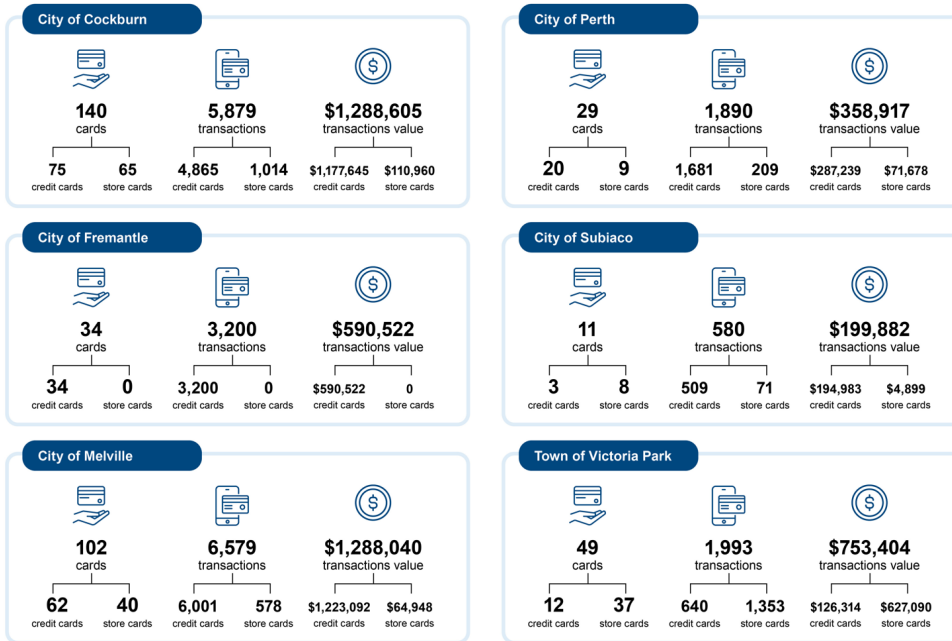 City of Cockburn
140
cards
75
credit cards
65
store cards
5,879
transactions
4,865
credit cards
1,014
store cards
$1,288,605
transactions value
$1,177,645
credit cards
$110,960
store cards
City of Perth
29
cards
20
credit cards
9
store cards
1,890
transactions
1,681
credit cards
209
store cards
$358,917
transactions value
$287,239
credit cards
$71,678
store cards
City of Fremantle
34
cards
34
credit cards
0
store cards
3,200
transactions
3,200
credit cards
0
store cards
$590,522
transactions value
$590,522
credit cards
0
store cards
City of Subiaco
11
cards
3
credit cards
8
store cards
580
transactions
509
credit cards
71
store cards
$199,882
transactions value
$194,983
credit cards
$4,899
store cards
City of Melville
102
cards
62
credit cards
40
store cards
6,579
transactions
6,001
credit cards
578
store cards
$1,288,040
transactions value
$1,223,092
credit cards
$64,948
store cards
Town of Victoria Park
49
cards
12
credit cards
37
store cards
1,993
transactions
640
credit cards
1,353
store cards
$753,404
transactions value
$126,314
credit cards
$627,090
store cards